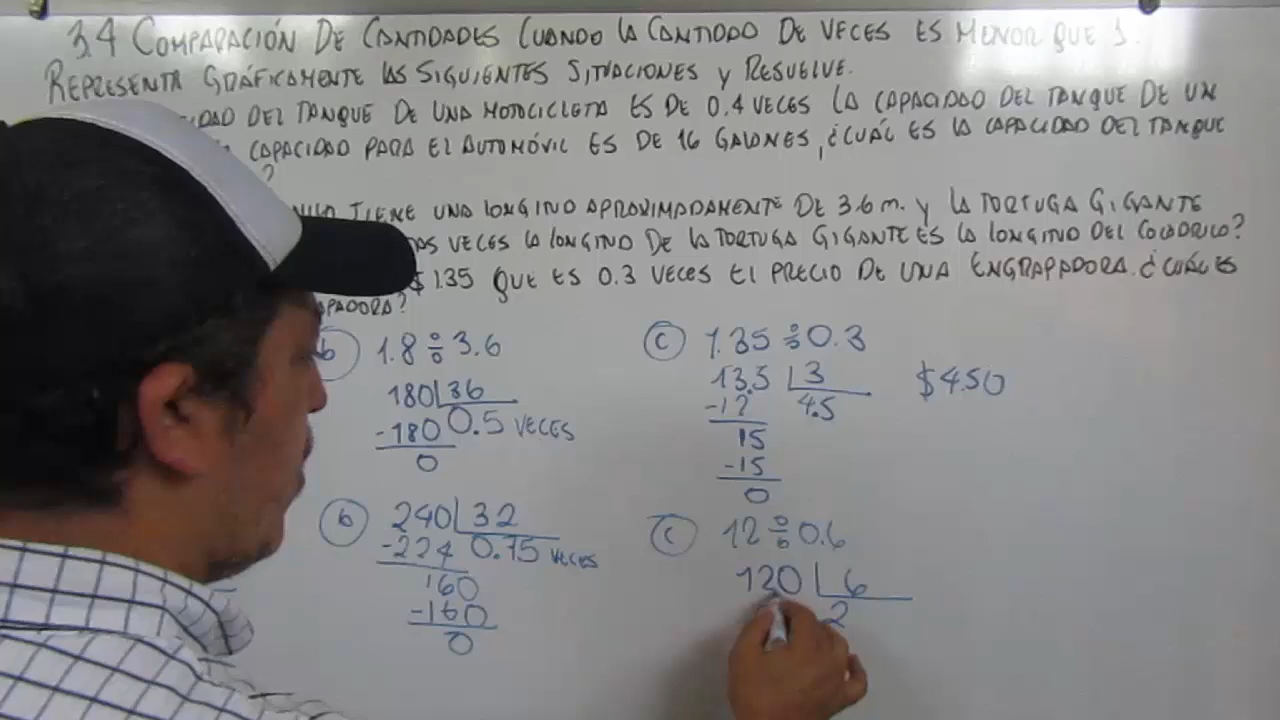 3.4 COMPARACIÓN DE CANTIDADES CUANDO LA CANTIDAD DE VECES ES MENOR QUE 1.
REPRESENTA GRÁFICAMENTE LAS SIGUIENTES SITUACIONES Y RESUELVE.
CIDAD DEL TANQUE DE UNA MOTOCICLETA ES DE 0.4 VECES LA CAPACIDAD DEL TANQUE DE UN
CAPACIDAD PARA EL AUTOMÓVIL ES DE 16 GALONES, ¿CUÁL ES LA CAPACIDAD DEL TANQUE
?
TIENE UNA LONGITUD APROXIMADAMENTE DE 3.6 m. Y LA TORTUGA GIGANTE
VECES LA LONGITUD DE LA TORTUGA GIGANTE ES LA LONGITUD DEL COCODRILO?
$1.35 QUE ES 0.3 VECES EL PRECIO DE UNA ENGRAPADORA. ¿CUÁL ES
PADORA?
b 1.8 ÷ 3.6
180 36
-180 0.5 VECES
0
c 1.35 ÷ 0.3
13.5 3
-12 4.5
15
-15
0
$4.50
b 240 32
-224 0.75 VECES
160
-160
0
c 12 ÷ 0.6
120 6
2